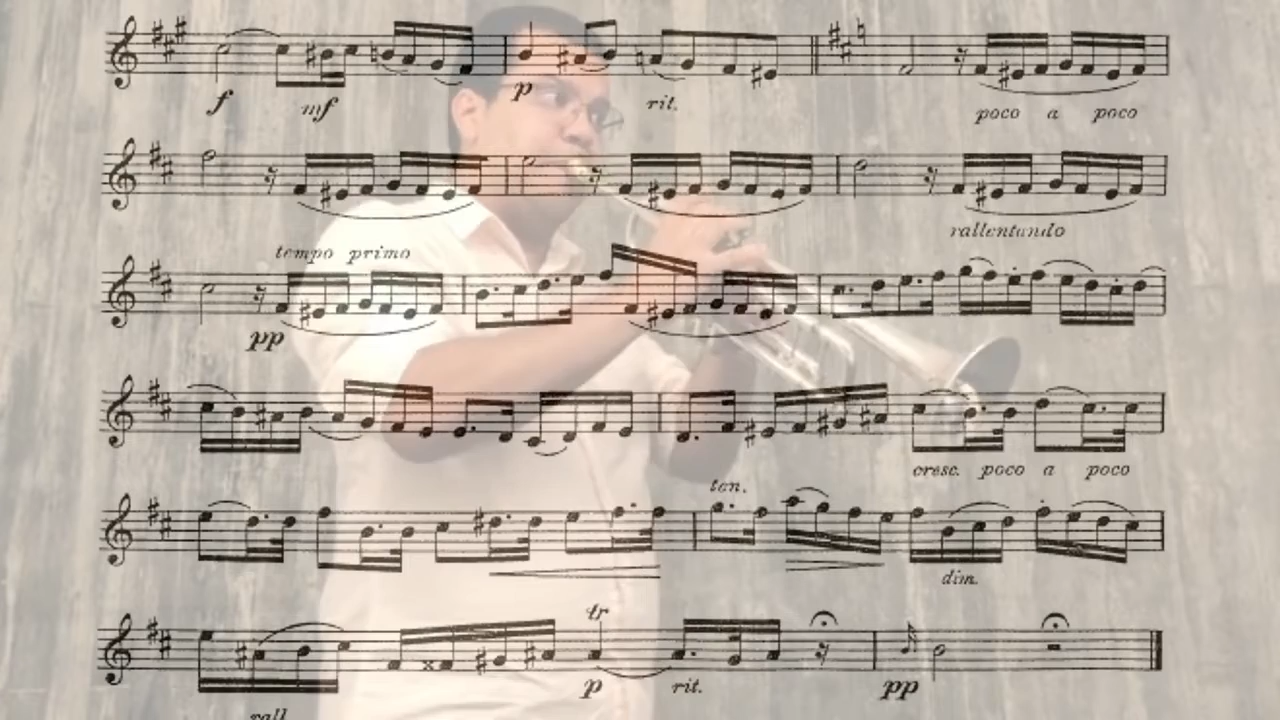 f mf p rit. poco a poco
rallentando
tempo primo
pp
cresc. poco a poco
ten.
dim.
tr
p rit. pp
rall